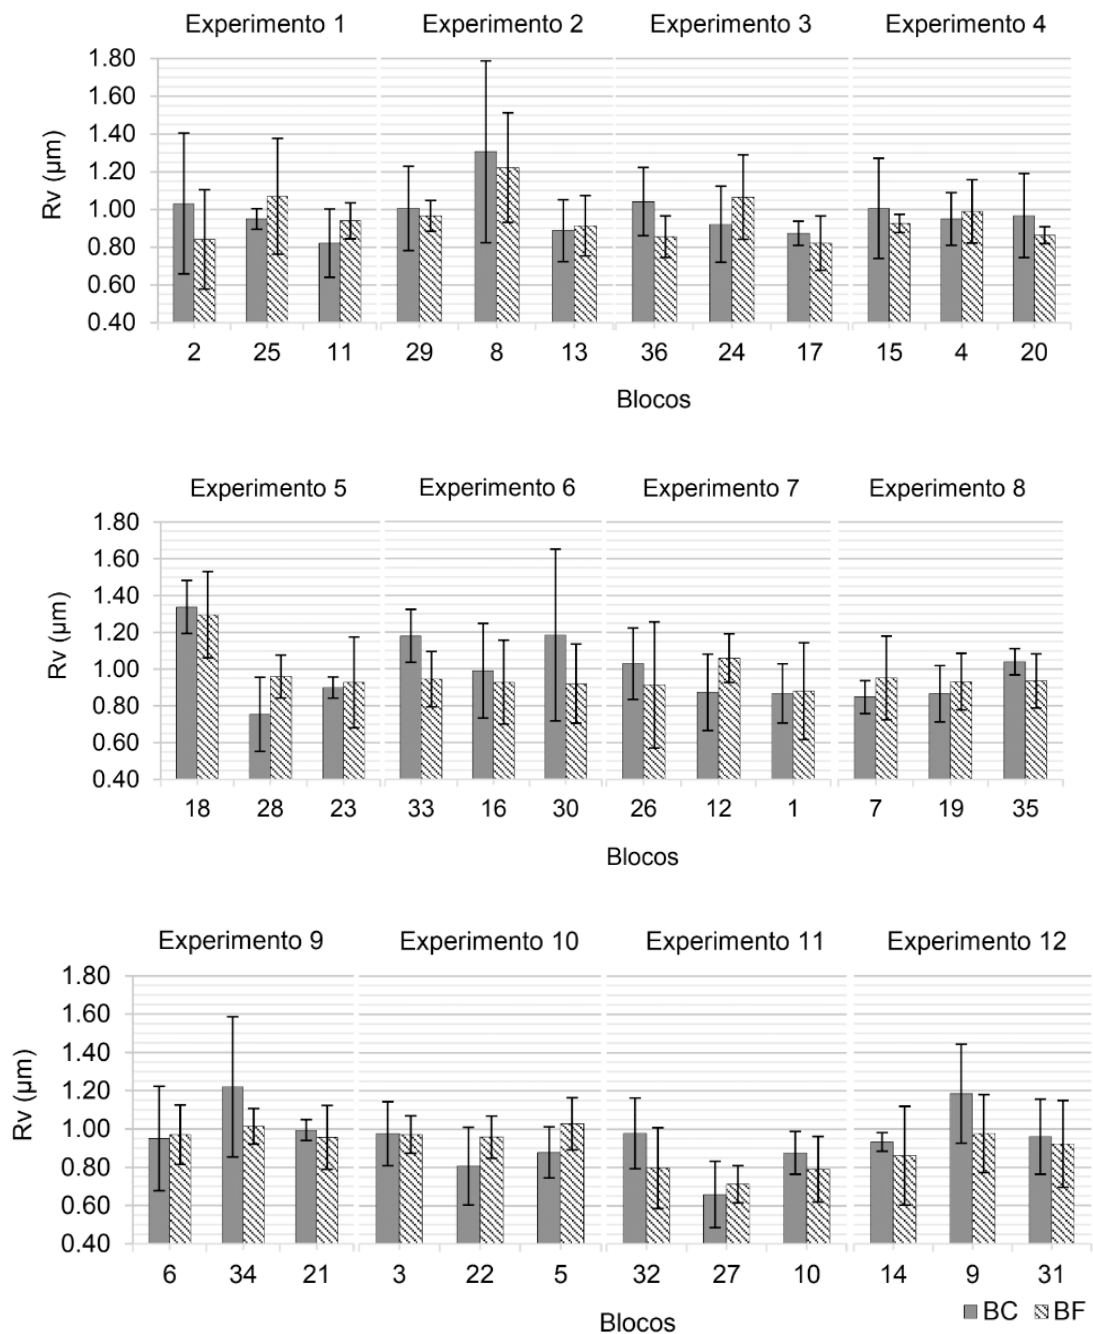 Experimento 1 Experimento 2 Experimento 3 Experimento 4
1.80
1.60
1.40
1.20
1.00
0.80
0.60
0.40
Rv (µm)
2 25 11 29 8 13 36 24 17 15 4 20
Blocos
Experimento 5 Experimento 6 Experimento 7 Experimento 8
1.80
1.60
1.40
1.20
1.00
0.80
0.60
0.40
Rv (µm)
18 28 23 33 16 30 26 12 1 7 19 35
Blocos
Experimento 9 Experimento 10 Experimento 11 Experimento 12
1.80
1.60
1.40
1.20
1.00
0.80
0.60
0.40
Rv (µm)
6 34 21 3 22 5 32 27 10 14 9 31
Blocos
BC BF